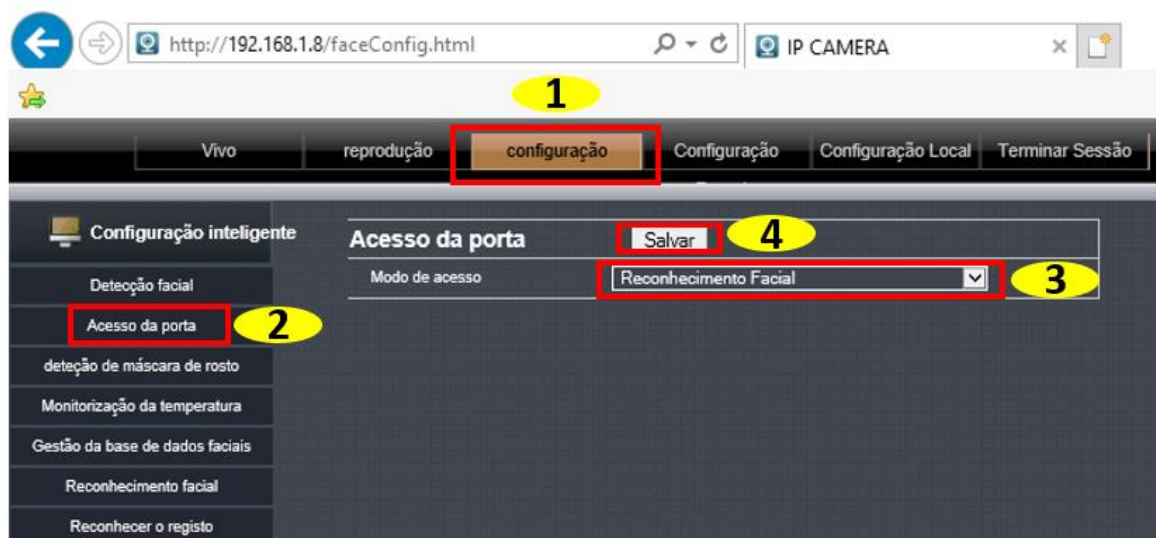 http://192.168.1.8/faceConfig.html
IP CAMERA
1
Vivo
reprodução
configuração
Configuração
Configuração Local
Terminar Sessão
Configuração inteligente
Acesso da porta
Salvar
4
Detecção facial
Modo de acesso
Reconhecimento Facial
3
Acesso da porta
2
deteção de máscara de rosto
Monitorização da temperatura
Gestão da base de dados faciais
Reconhecimento facial
Reconhecer o registo